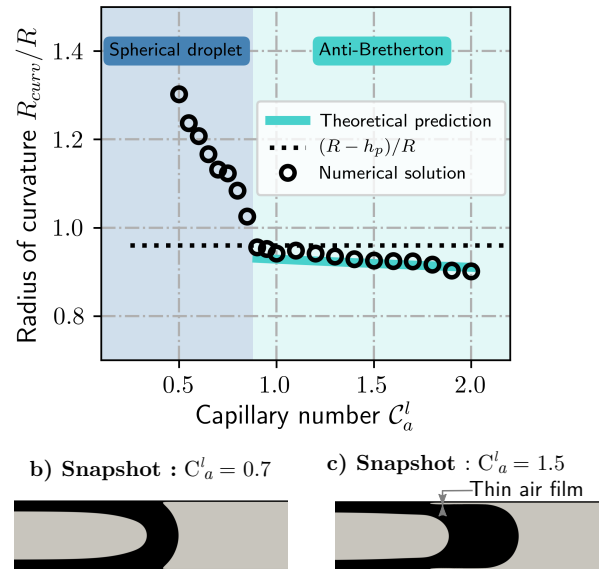 Radius of curvature R_{curv}/R
1.4
1.2
1.0
0.8
Spherical droplet
Anti-Bretherton
Theoretical prediction
(R − h_p)/R
Numerical solution
0.5 1.0 1.5 2.0
Capillary number 𝒞_a^l
b) Snapshot : C_a^l = 0.7
c) Snapshot : C_a^l = 1.5
Thin air film